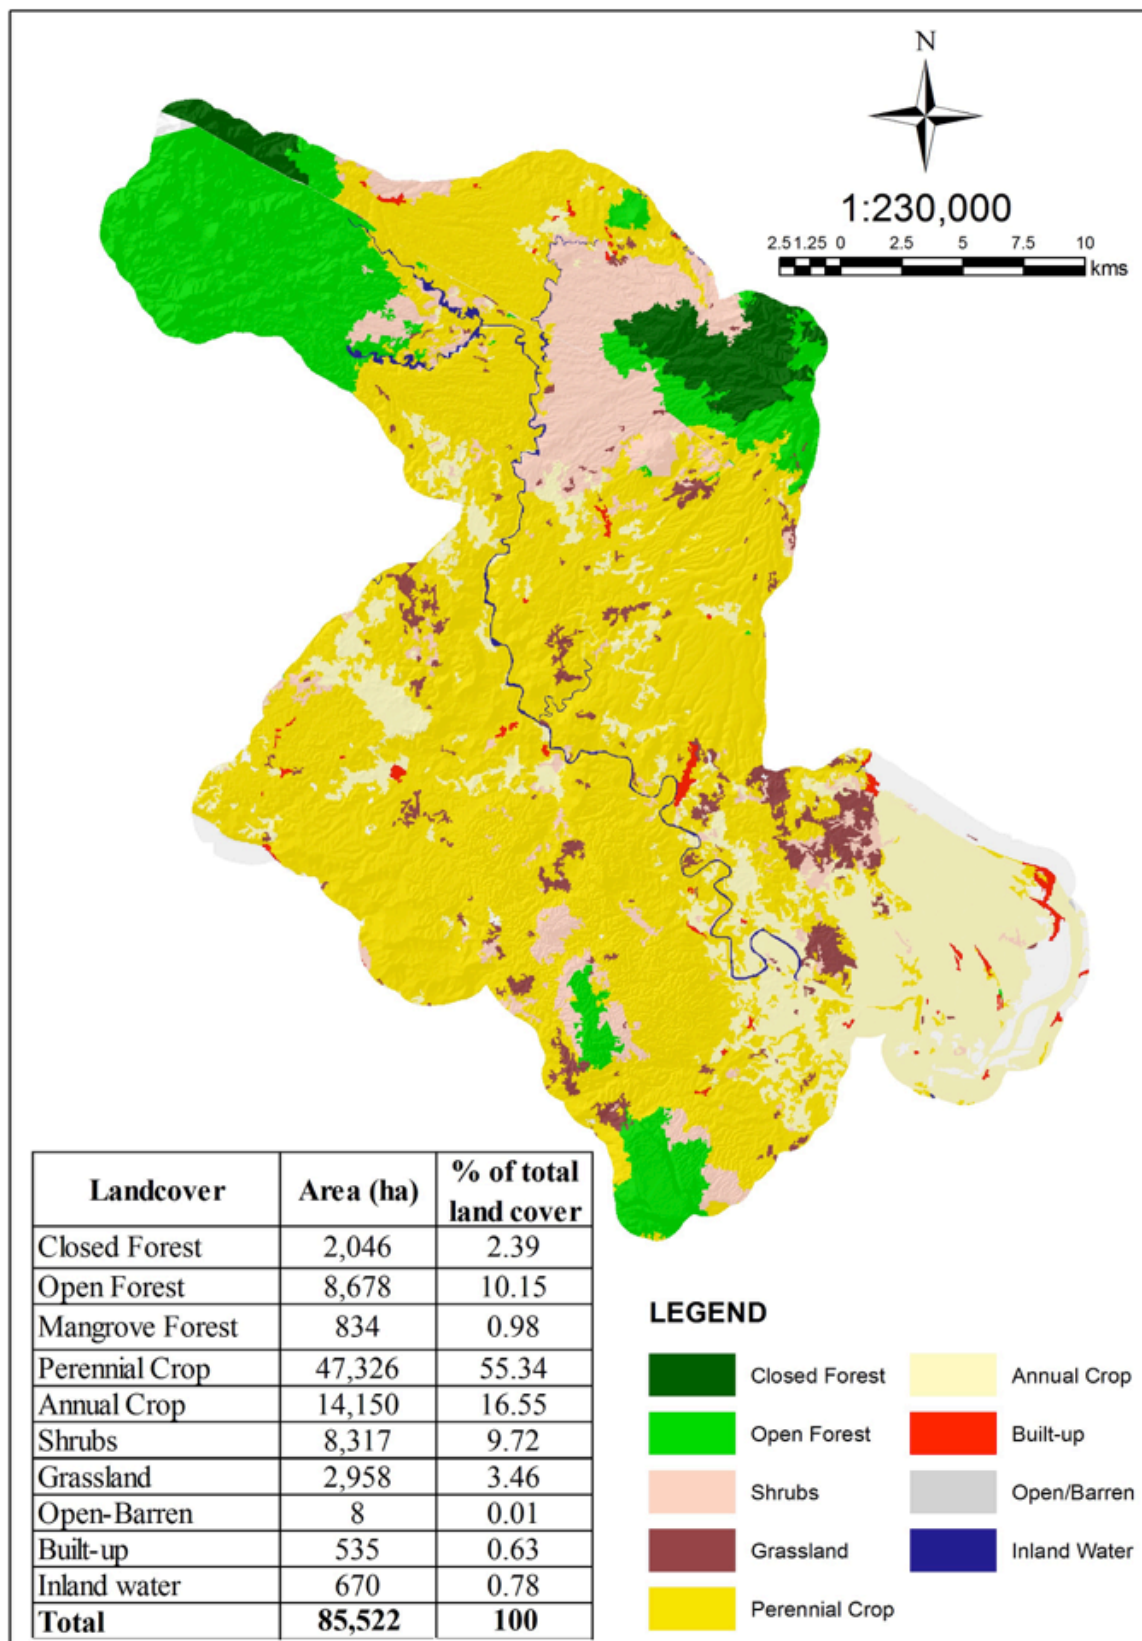 N
1:230,000
2.5 1.25 0 2.5 5 7.5 10
kms
Landcover Area (ha) % of total land cover
Closed Forest 2,046 2.39
Open Forest 8,678 10.15
Mangrove Forest 834 0.98
Perennial Crop 47,326 55.34
Annual Crop 14,150 16.55
Shrubs 8,317 9.72
Grassland 2,958 3.46
Open-Barren 8 0.01
Built-up 535 0.63
Inland water 670 0.78
Total 85,522 100
LEGEND
Closed Forest
Open Forest
Shrubs
Grassland
Perennial Crop
Annual Crop
Built-up
Open/Barren
Inland Water